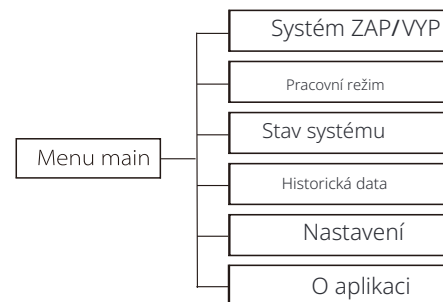 Systém ZAP/VYP
Pracovní režim
Stav systému
Menu main
Historická data
Nastavení
O aplikaci